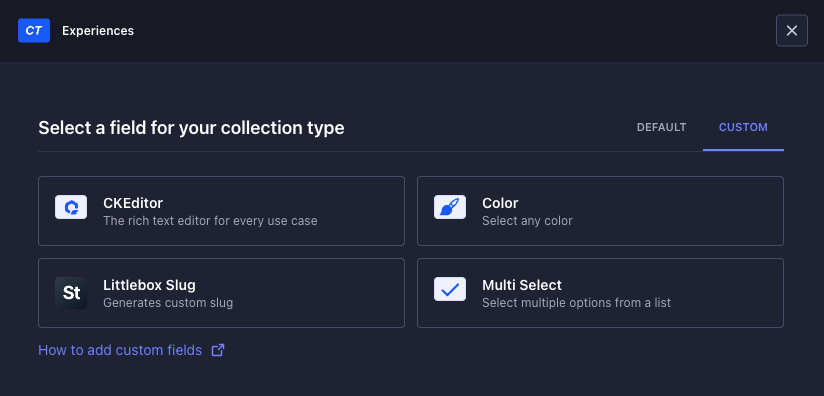 CT Experiences
Select a field for your collection type
DEFAULT CUSTOM
CKEditor
The rich text editor for every use case
Color
Select any color
St
Littlebox Slug
Generates custom slug
Multi Select
Select multiple options from a list
How to add custom fields